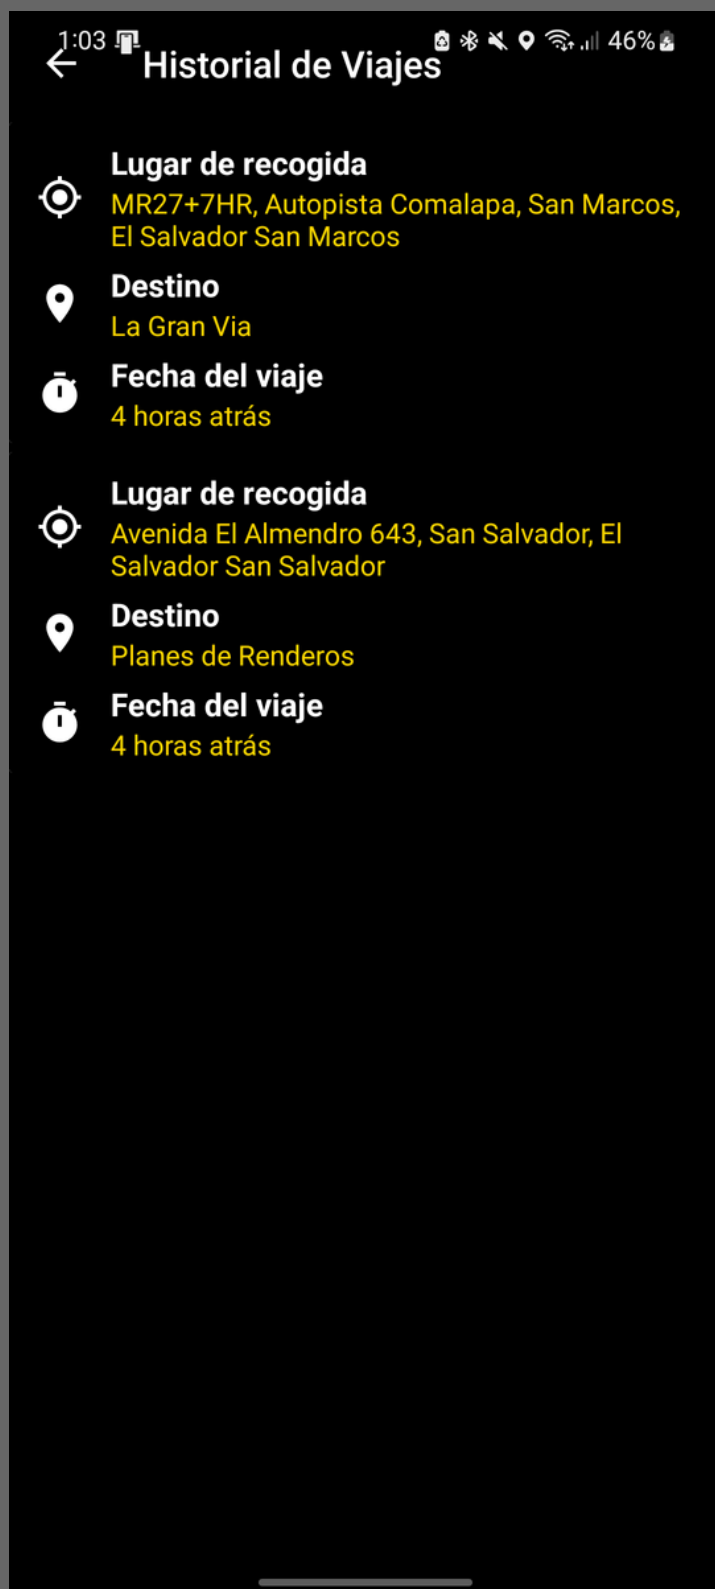 1:03
46%
Historial de Viajes
Lugar de recogida
MR27+7HR, Autopista Comalapa, San Marcos,
El Salvador San Marcos
Destino
La Gran Via
Fecha del viaje
4 horas atrás
Lugar de recogida
Avenida El Almendro 643, San Salvador, El
Salvador San Salvador
Destino
Planes de Renderos
Fecha del viaje
4 horas atrás